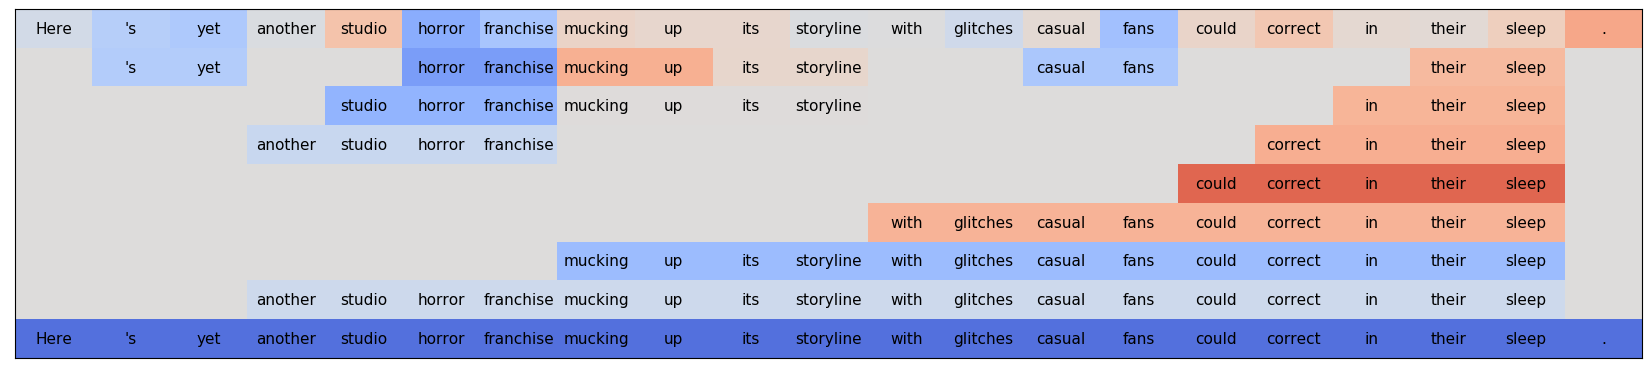 Here 's yet another studio horror franchise mucking up its storyline with glitches casual fans could correct in their sleep .
's yet horror franchise mucking up its storyline casual fans their sleep
studio horror franchise mucking up its storyline in their sleep
another studio horror franchise correct in their sleep
could correct in their sleep
with glitches casual fans could correct in their sleep
mucking up its storyline with glitches casual fans could correct in their sleep
another studio horror franchise mucking up its storyline with glitches casual fans could correct in their sleep
Here 's yet another studio horror franchise mucking up its storyline with glitches casual fans could correct in their sleep .